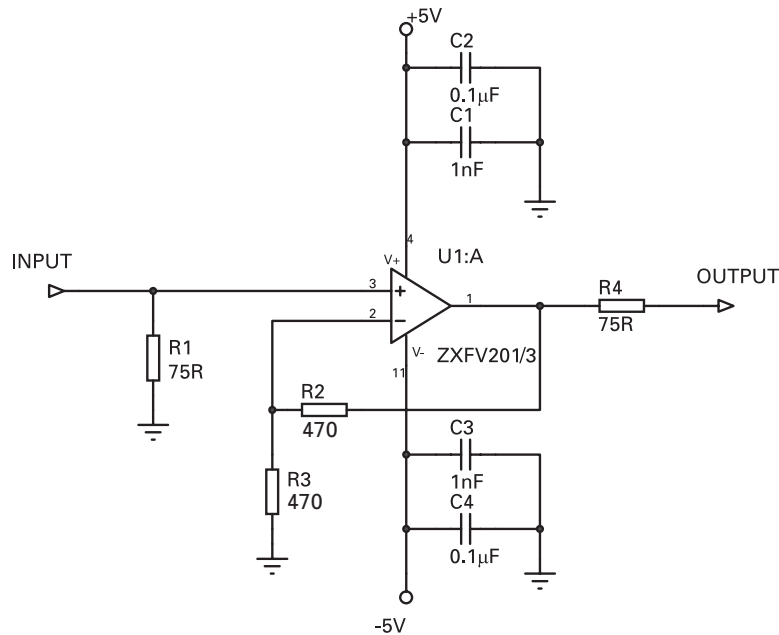 +5V
C2
0.1µF
C1
1nF
4
V+
U1:A
INPUT
3
+
1
R4
OUTPUT
2
−
75R
R1
75R
V-
ZXFV201/3
11
R2
470
C3
1nF
R3
470
C4
0.1µF
-5V